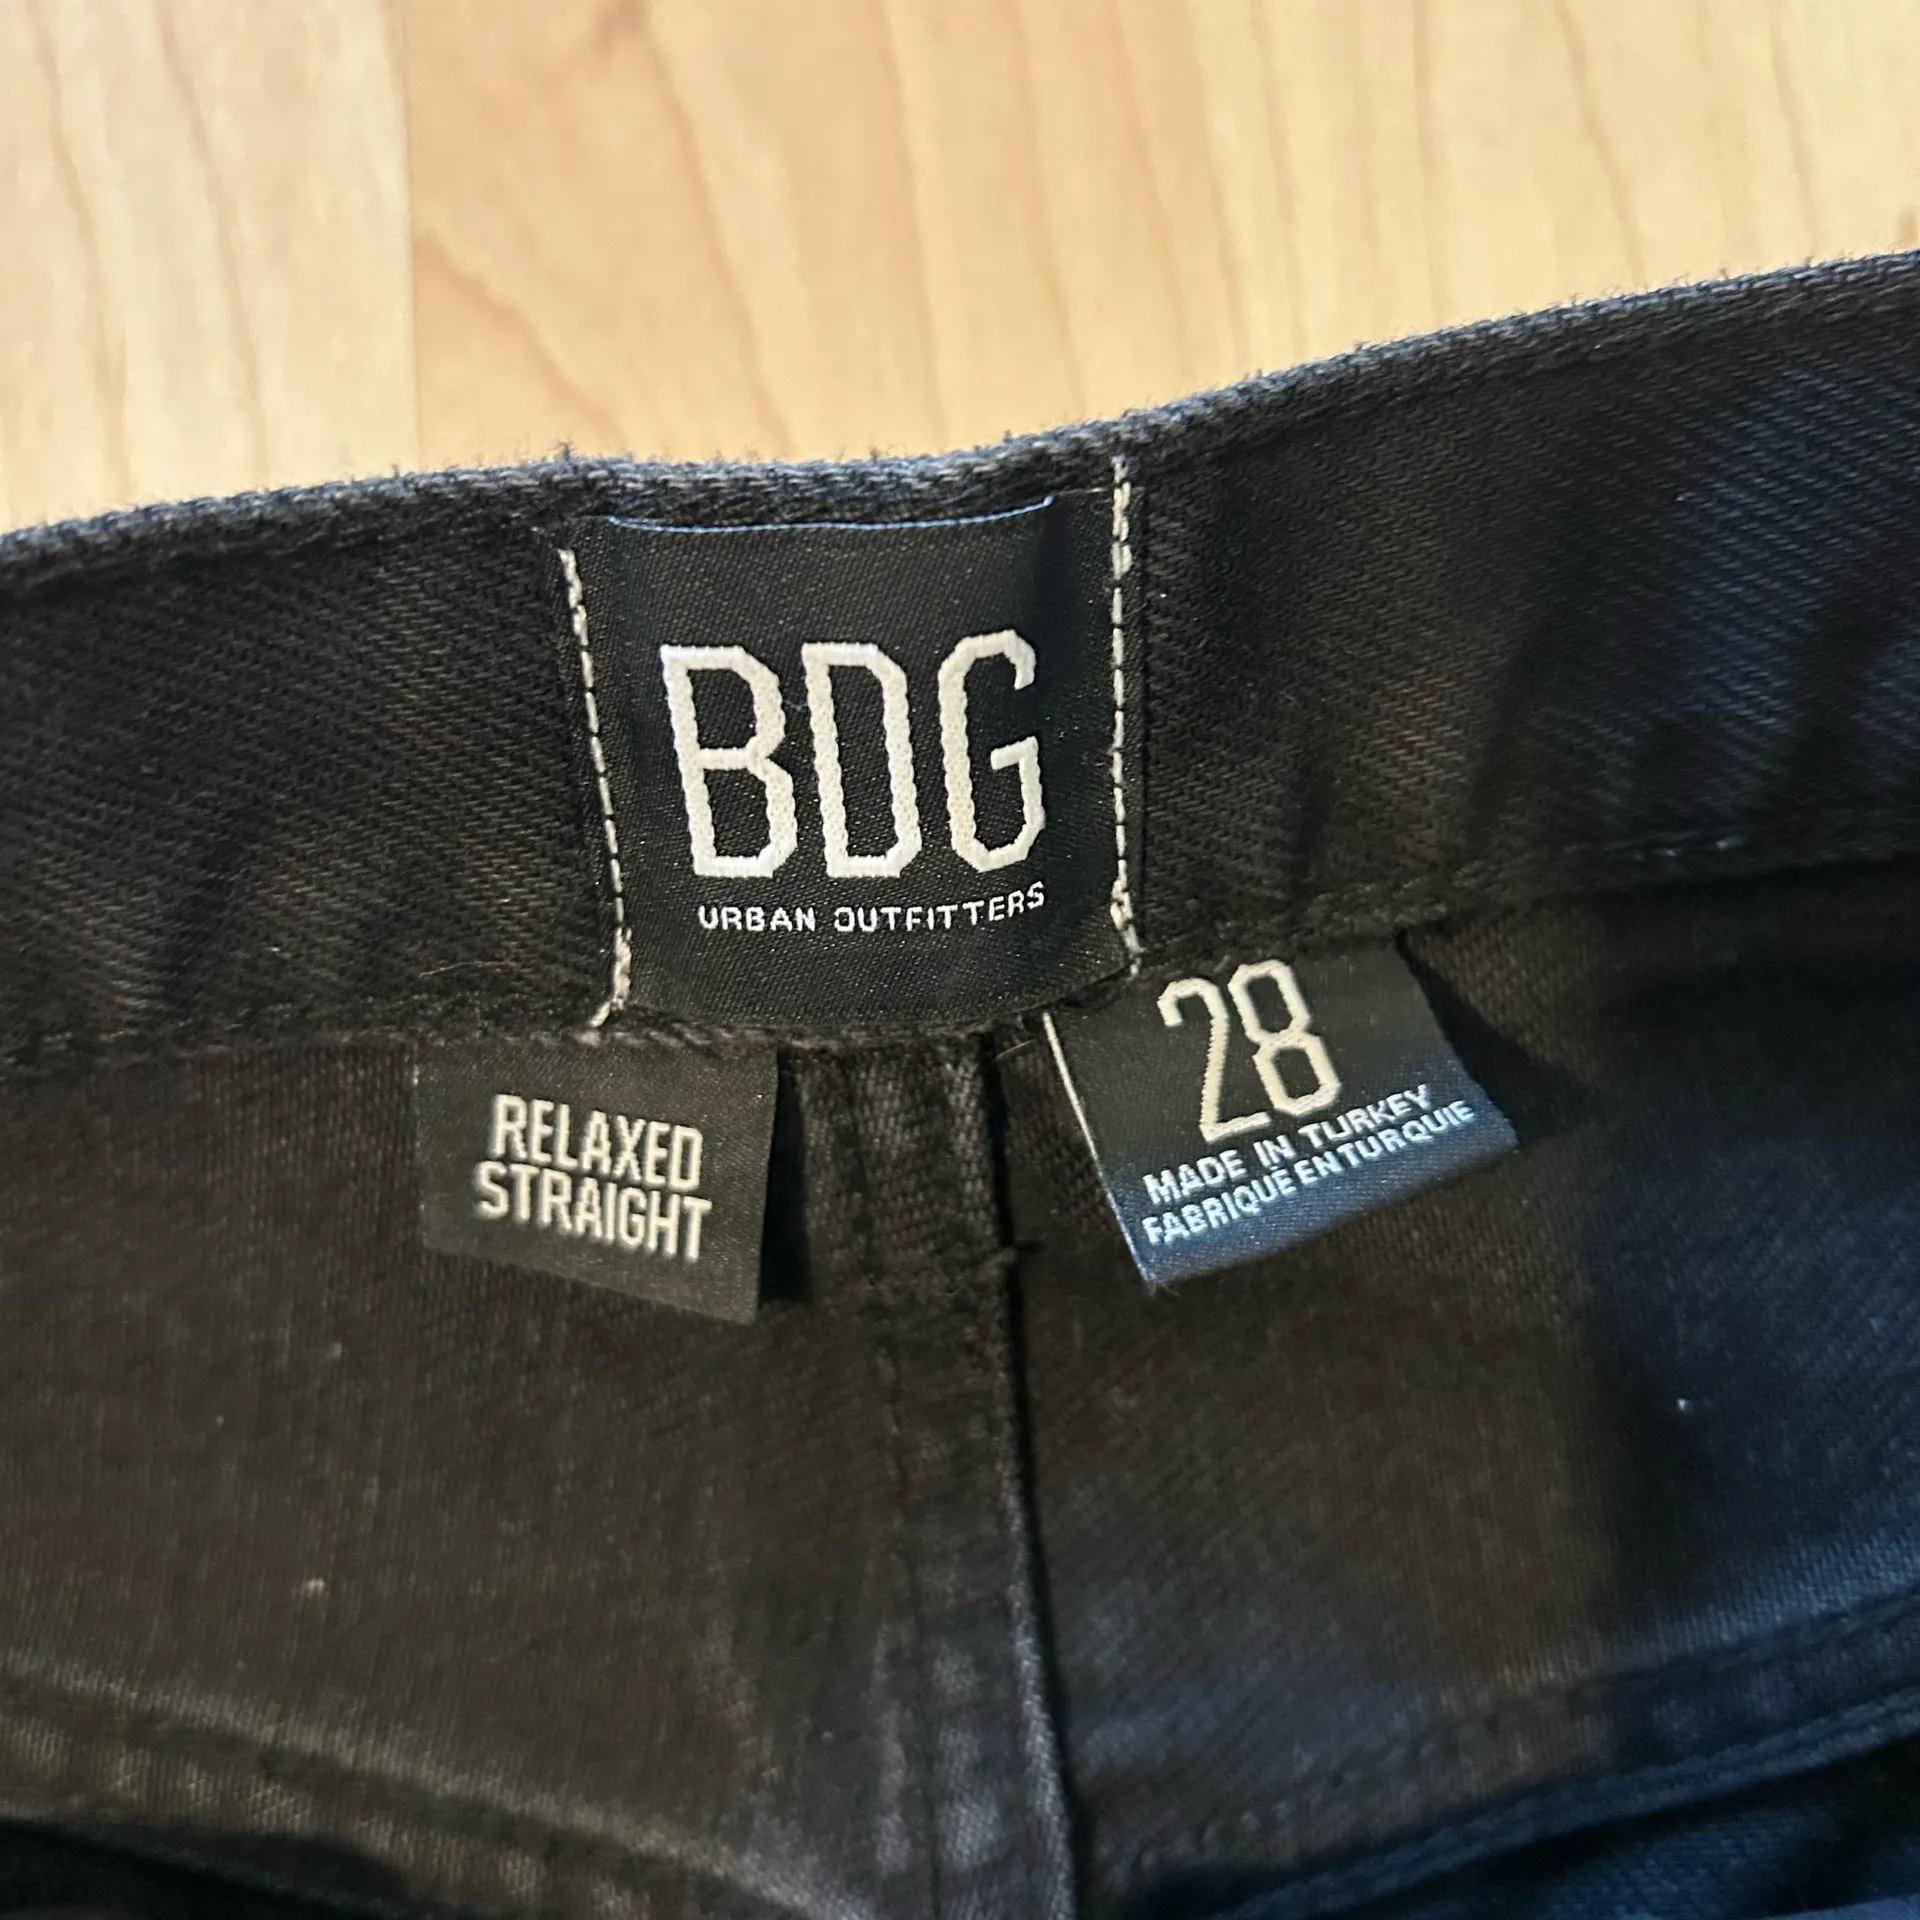 BDG
URBAN OUTFITTERS
RELAXED
STRAIGHT
28
MADE IN TURKEY
FABRIQUÉ EN TURQUIE